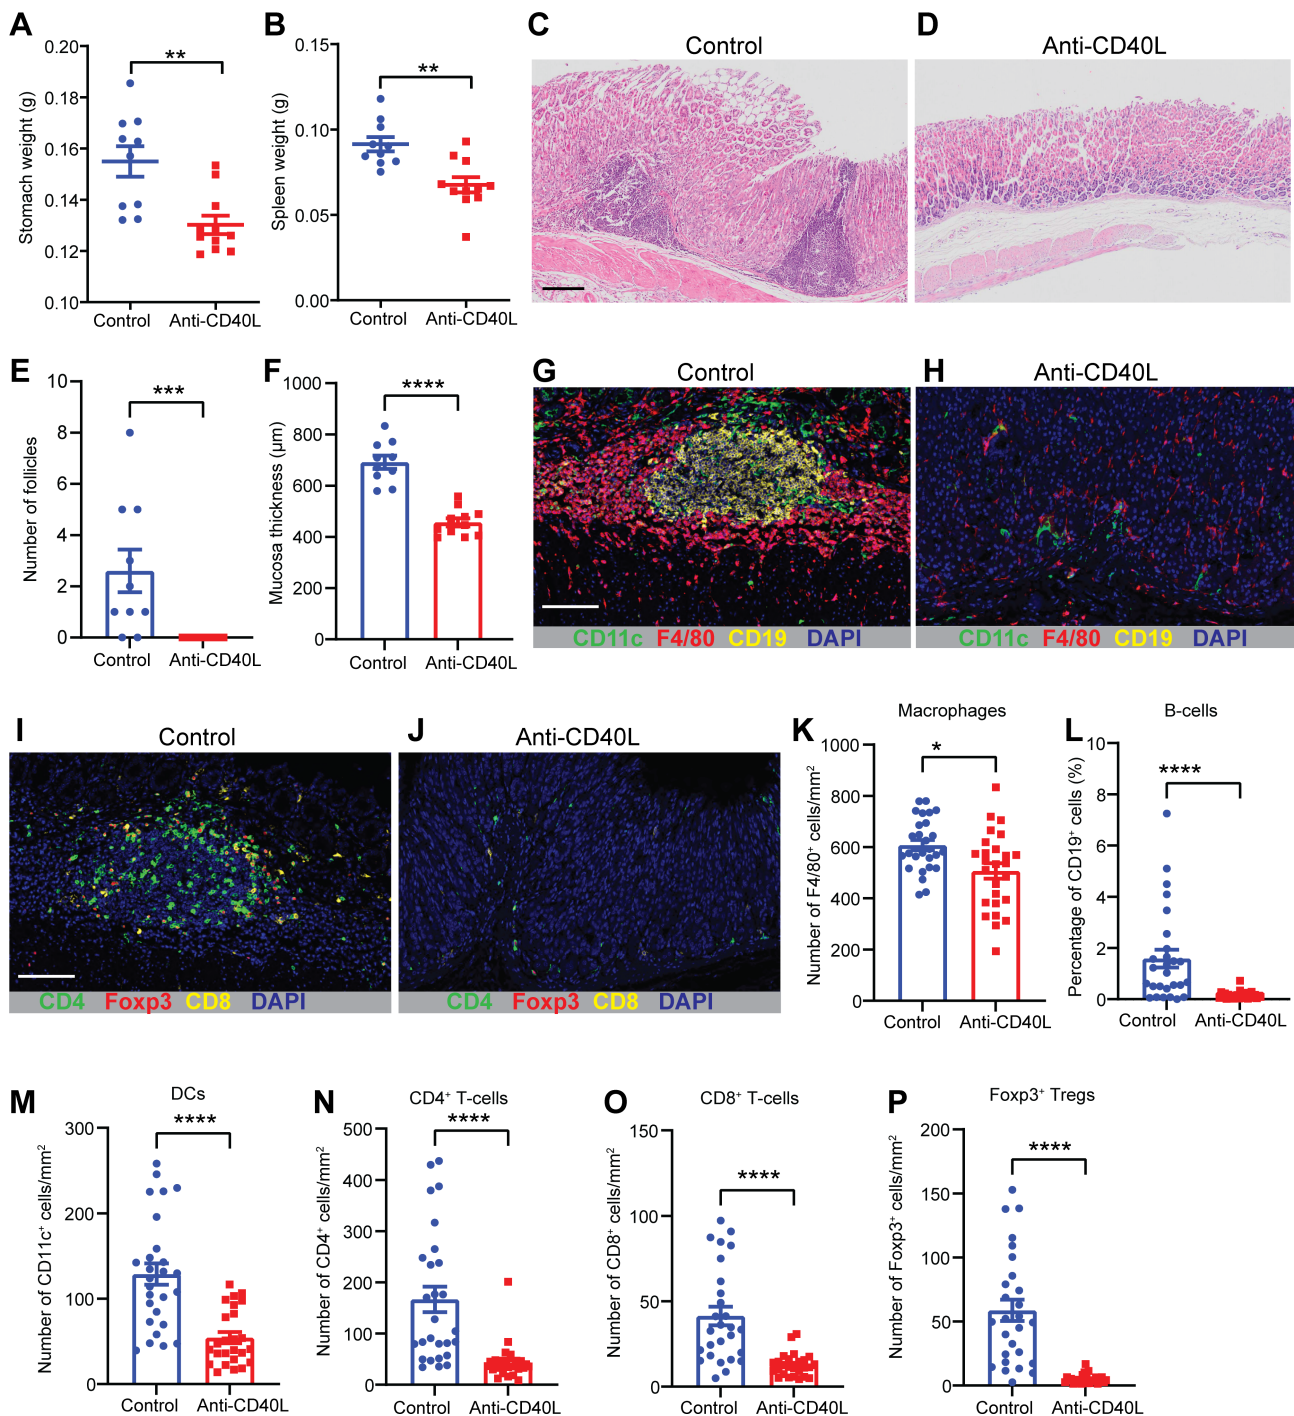 A
Stomach weight (g)
0.20
0.18
0.16
0.14
0.12
0.10
**
Control Anti-CD40L
B
Spleen weight (g)
0.15
0.10
0.05
0.00
**
Control Anti-CD40L
C
Control
D
Anti-CD40L
E
Number of follicles
10
8
6
4
2
0
***
Control Anti-CD40L
F
Mucosa thickness (μm)
1000
800
600
400
200
0
****
Control Anti-CD40L
G
Control
CD11c F4/80 CD19 DAPI
H
Anti-CD40L
CD11c F4/80 CD19 DAPI
I
Control
CD4 Foxp3 CD8 DAPI
J
Anti-CD40L
CD4 Foxp3 CD8 DAPI
K
Macrophages
Number of F4/80⁺ cells/mm²
1000
800
600
400
200
0
*
Control Anti-CD40L
L
B-cells
Percentage of CD19⁺ cells (%)
10
8
6
4
2
0
****
Control Anti-CD40L
M
DCs
Number of CD11c⁺ cells/mm²
300
200
100
0
****
Control Anti-CD40L
N
CD4⁺ T-cells
Number of CD4⁺ cells/mm²
500
400
300
200
100
0
****
Control Anti-CD40L
O
CD8⁺ T-cells
Number of CD8⁺ cells/mm²
150
100
50
0
****
Control Anti-CD40L
P
Foxp3⁺ Tregs
Number of Foxp3⁺ cells/mm²
200
150
100
50
0
****
Control Anti-CD40L